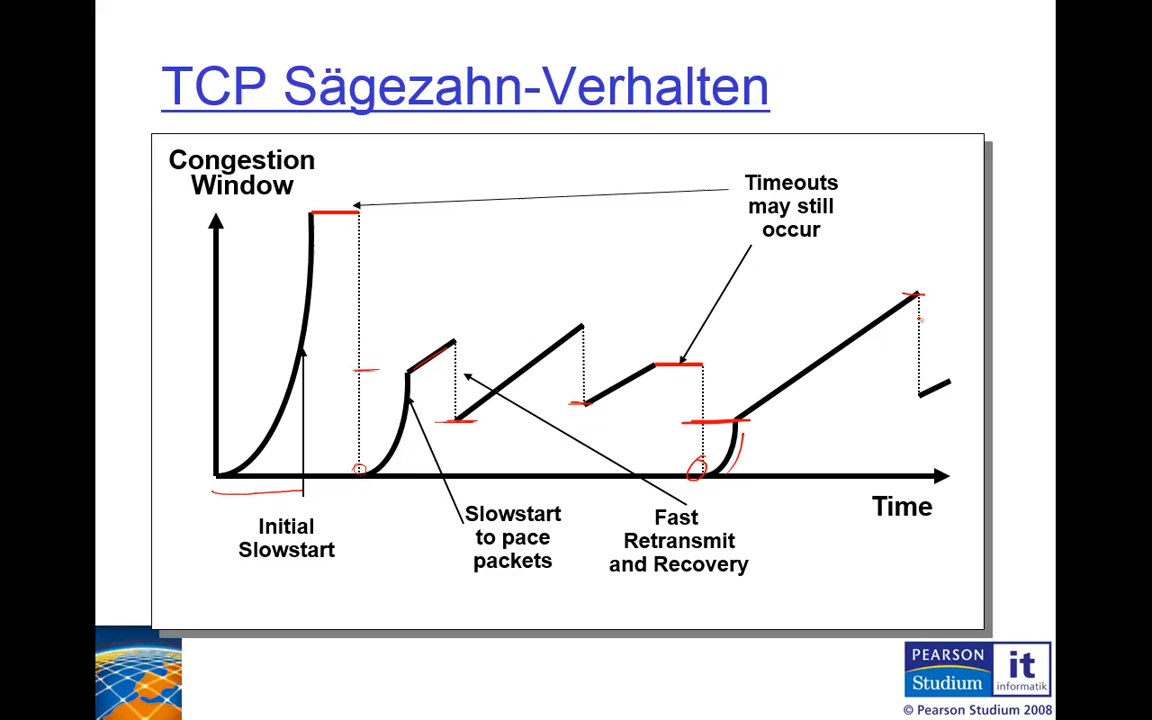 TCP Sägezahn-Verhalten
Congestion
Window
Timeouts
may still
occur
Time
Initial
Slowstart
Slowstart
to pace
packets
Fast
Retransmit
and Recovery
PEARSON
Studium
it
informatik
© Pearson Studium 2008